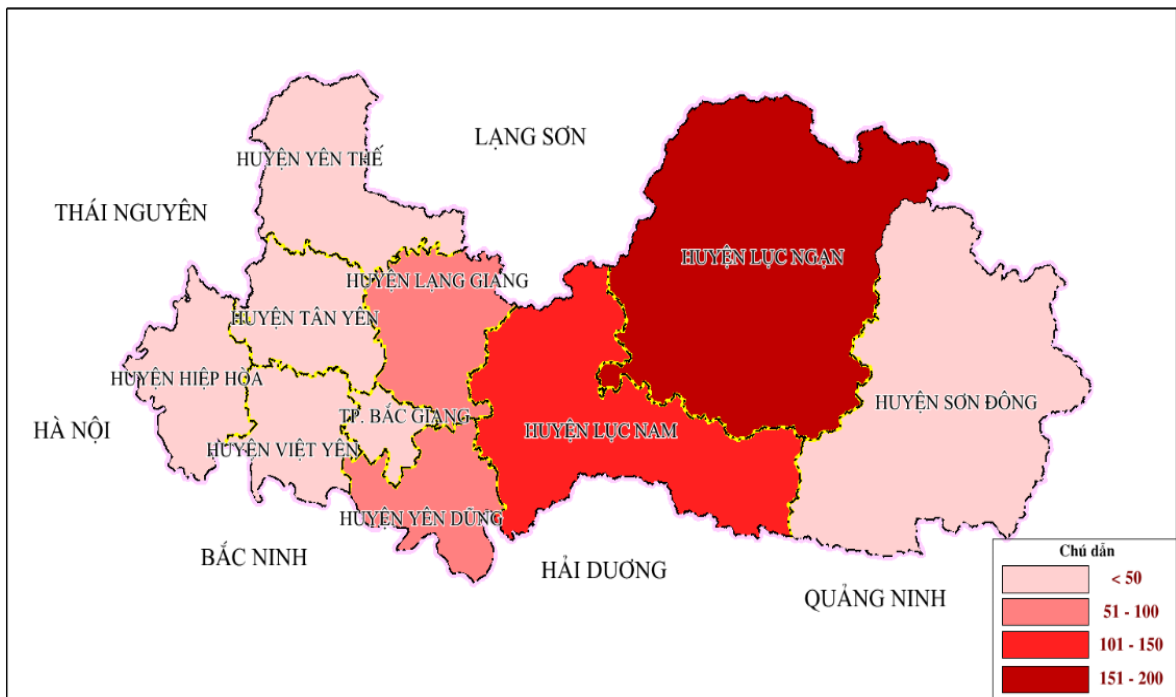 LẠNG SƠN
HUYỆN YÊN THẾ
THÁI NGUYÊN
HUYỆN LỤC NGẠN
HUYỆN LẠNG GIANG
HUYỆN TÂN YÊN
HUYỆN HIỆP HÒA
HUYỆN SƠN ĐÔNG
TP. BẮC GIANG
HÀ NỘI
HUYỆN LỤC NAM
HUYỆN VIỆT YÊN
HUYỆN YÊN DŨNG
BẮC NINH
HẢI DUƠNG
QUẢNG NINH
Chú dẫn
< 50
51 - 100
101 - 150
151 - 200